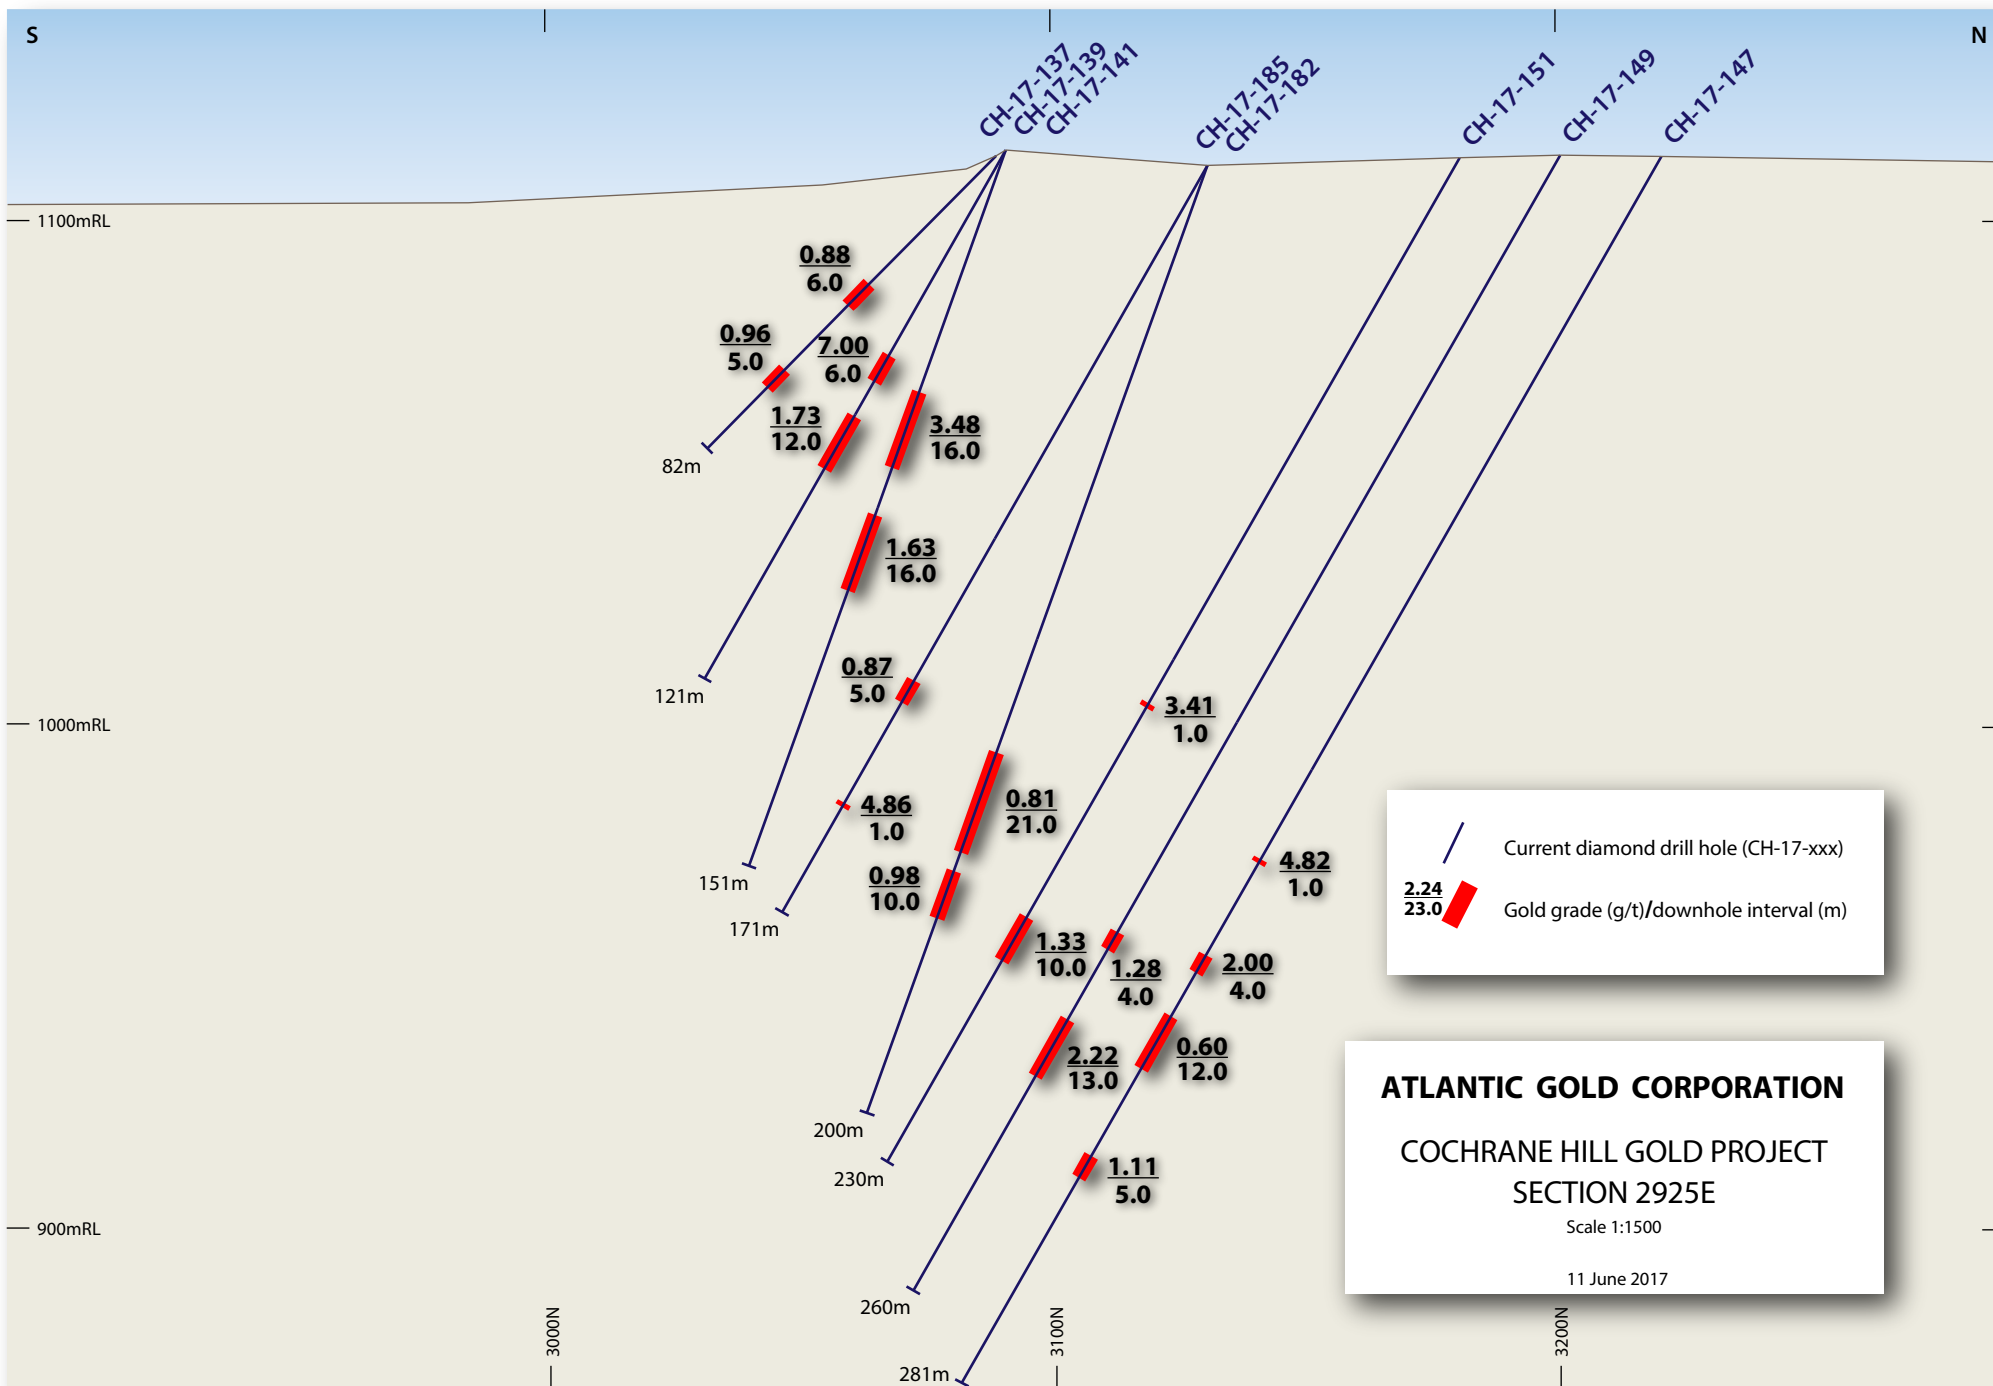 S
N
CH-17-137
CH-17-139
CH-17-141
CH-17-185
CH-17-182
CH-17-151
CH-17-149
CH-17-147
1100mRL
0.88
6.0
0.96
5.0
7.00
6.0
1.73
12.0
3.48
16.0
82m
1.63
16.0
0.87
5.0
121m
3.41
1.0
1000mRL
4.86
1.0
0.81
21.0
4.82
1.0
151m
0.98
10.0
171m
1.33
10.0
1.28
4.0
2.00
4.0
2.22
13.0
0.60
12.0
200m
230m
1.11
5.0
900mRL
260m
281m
3000N
3100N
3200N
Current diamond drill hole (CH-17-xxx)
2.24
23.0
Gold grade (g/t)/downhole interval (m)
ATLANTIC GOLD CORPORATION
COCHRANE HILL GOLD PROJECT
SECTION 2925E
Scale 1:1500
11 June 2017